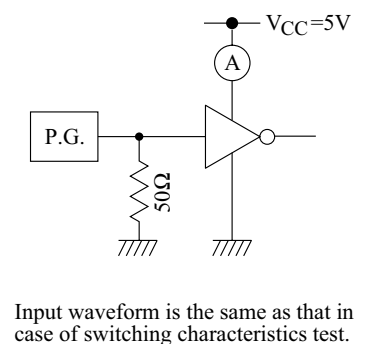 VCC=5V
A
P.G.
50Ω
Input waveform is the same as that in
case of switching characteristics test.